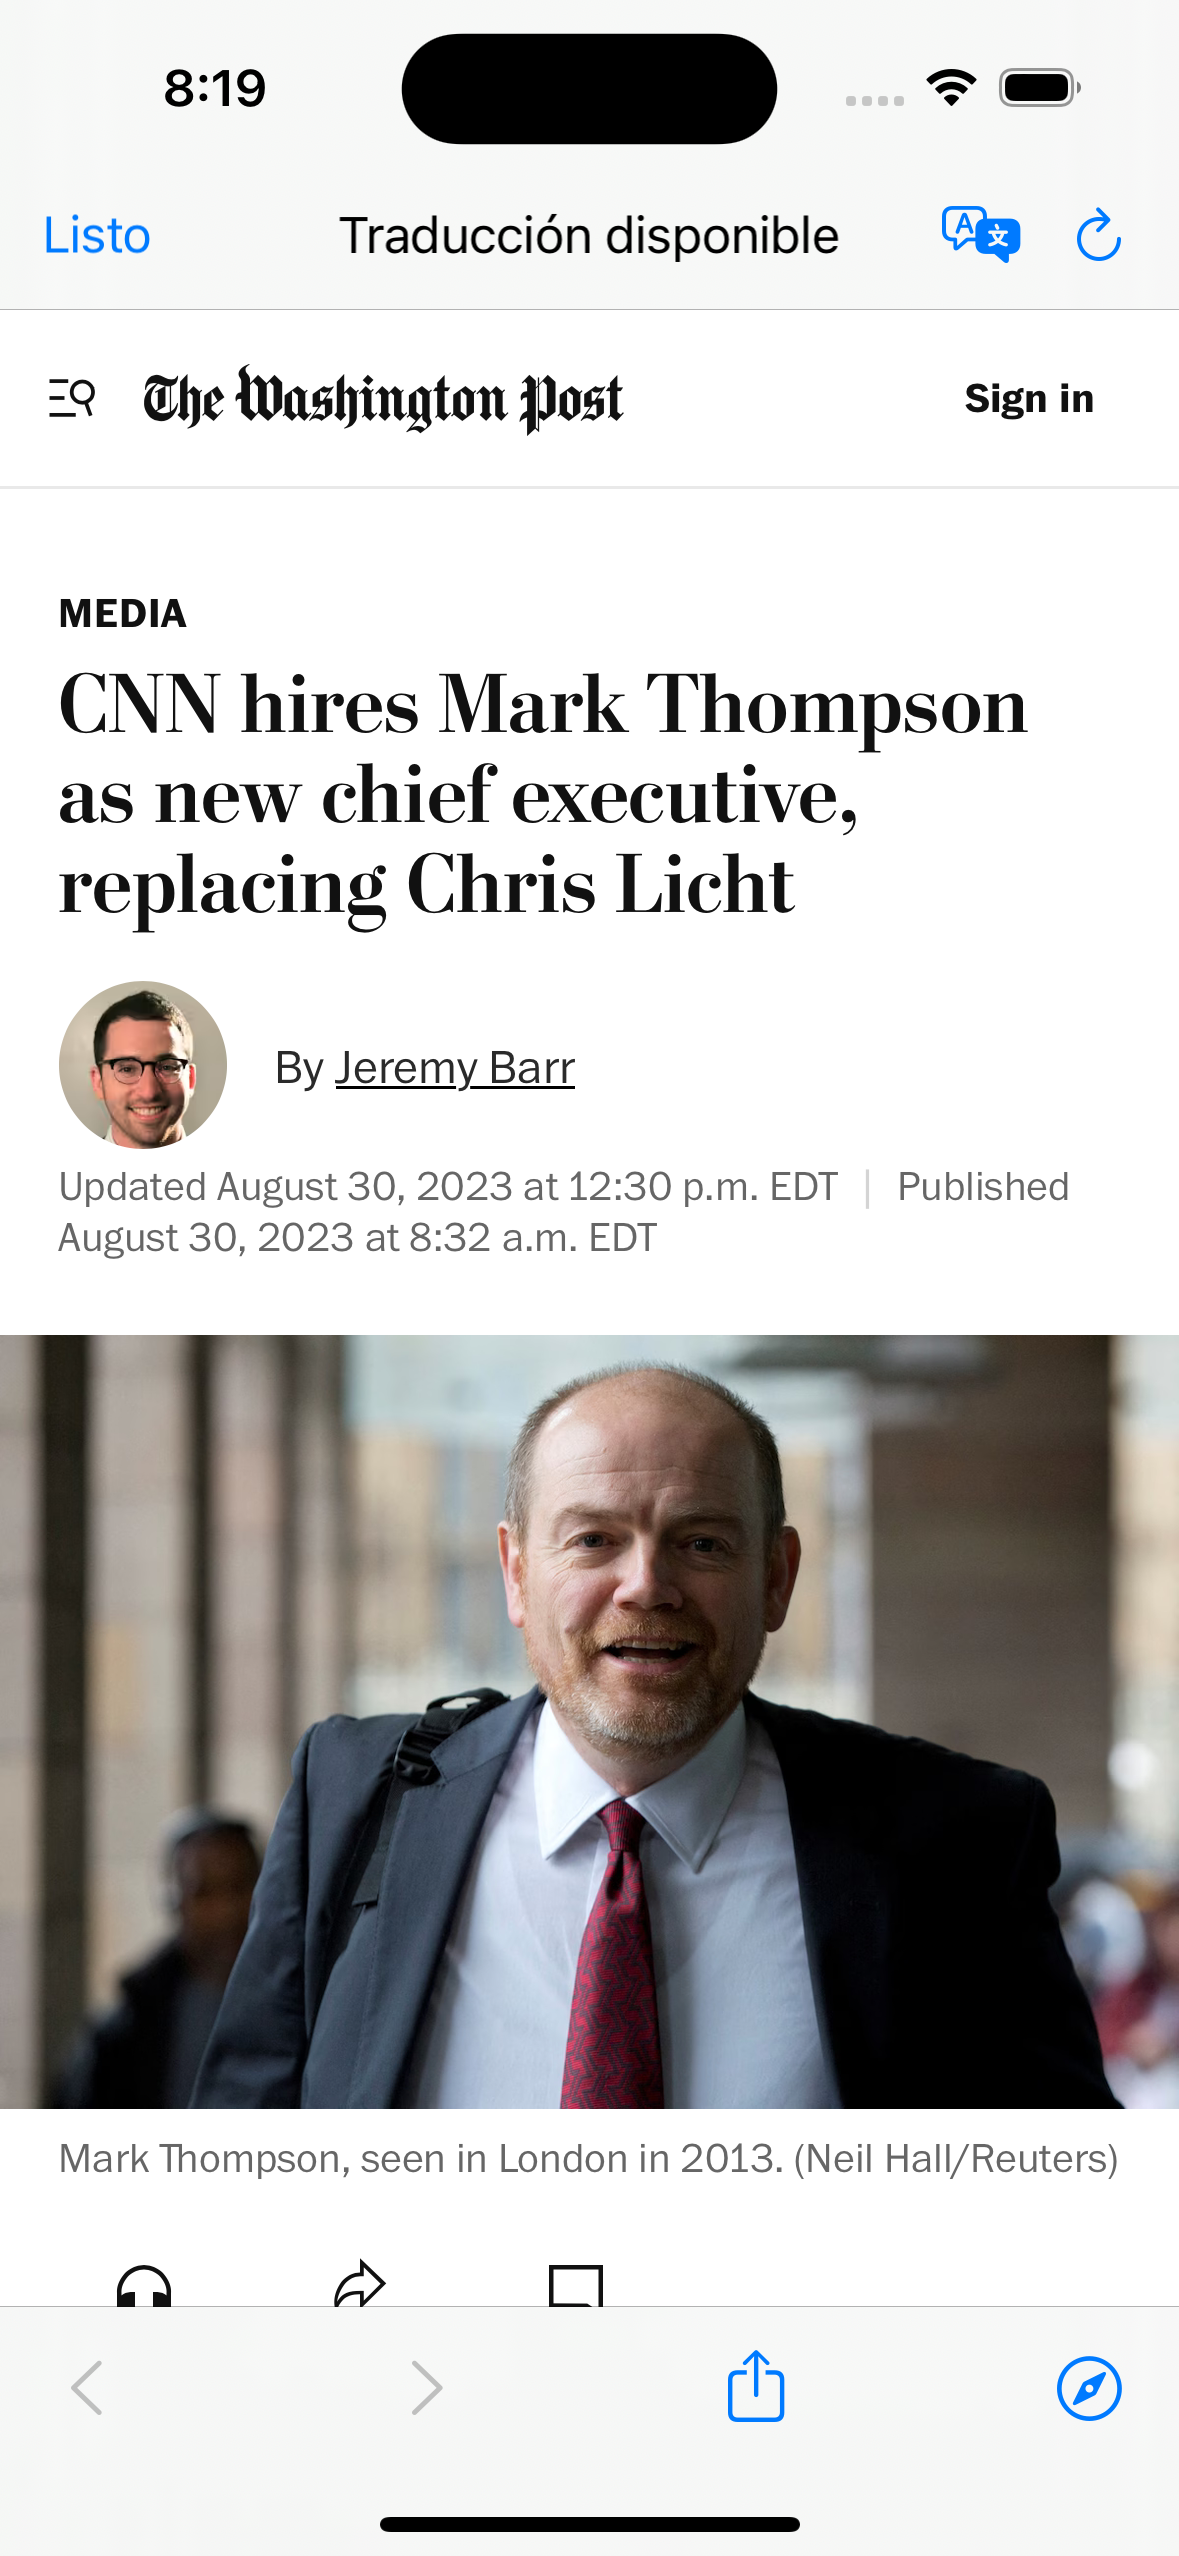 8:19
Listo
Traducción disponible
The Washington Post
Sign in
MEDIA
CNN hires Mark Thompson
as new chief executive,
replacing Chris Licht
By Jeremy Barr
Updated August 30, 2023 at 12:30 p.m. EDT | Published
August 30, 2023 at 8:32 a.m. EDT
Mark Thompson, seen in London in 2013. (Neil Hall/Reuters)